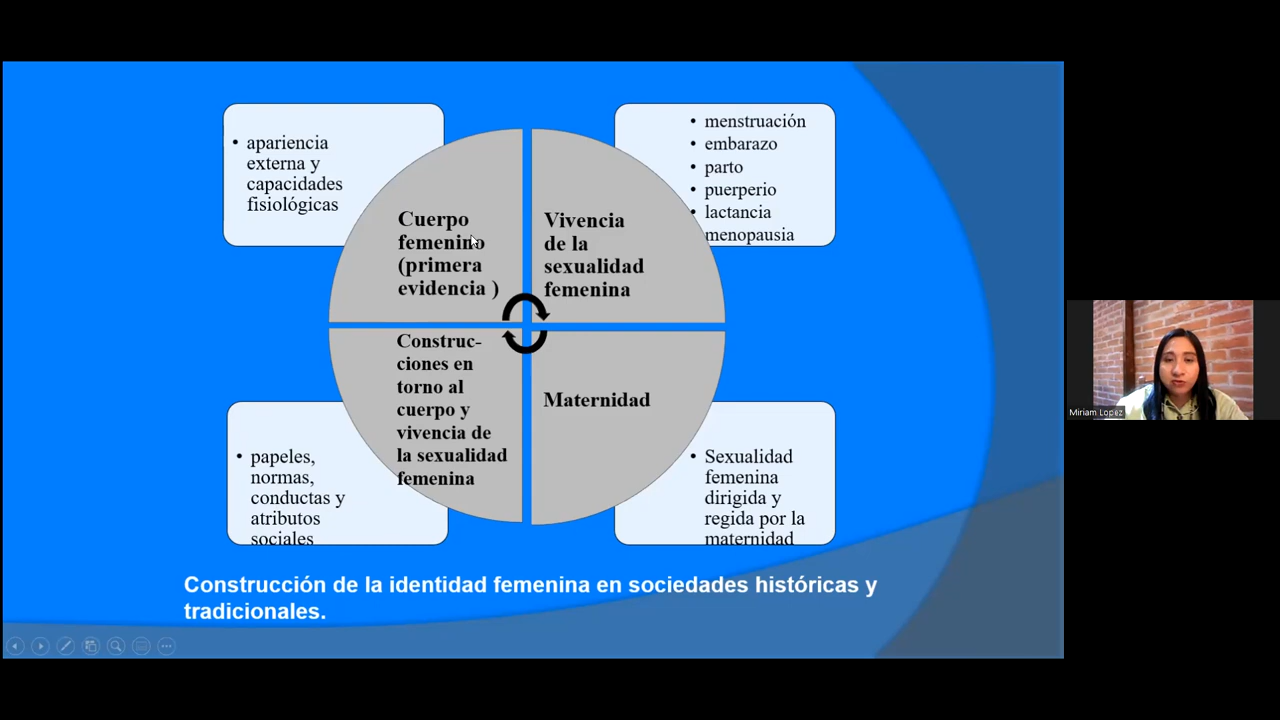 • apariencia
externa y
capacidades
fisiológicas
• menstruación
• embarazo
• parto
• puerperio
• lactancia
menopausia
Cuerpo
femenino
(primera
evidencia )
Vivencia
de la
sexualidad
femenina
Construc-
ciones en
torno al
cuerpo y
vivencia de
la sexualidad
femenina
Maternidad
• papeles,
normas,
conductas y
atributos
sociales
• Sexualidad
femenina
dirigida y
regida por la
maternidad
Construcción de la identidad femenina en sociedades históricas y
tradicionales.
Miriam Lopez